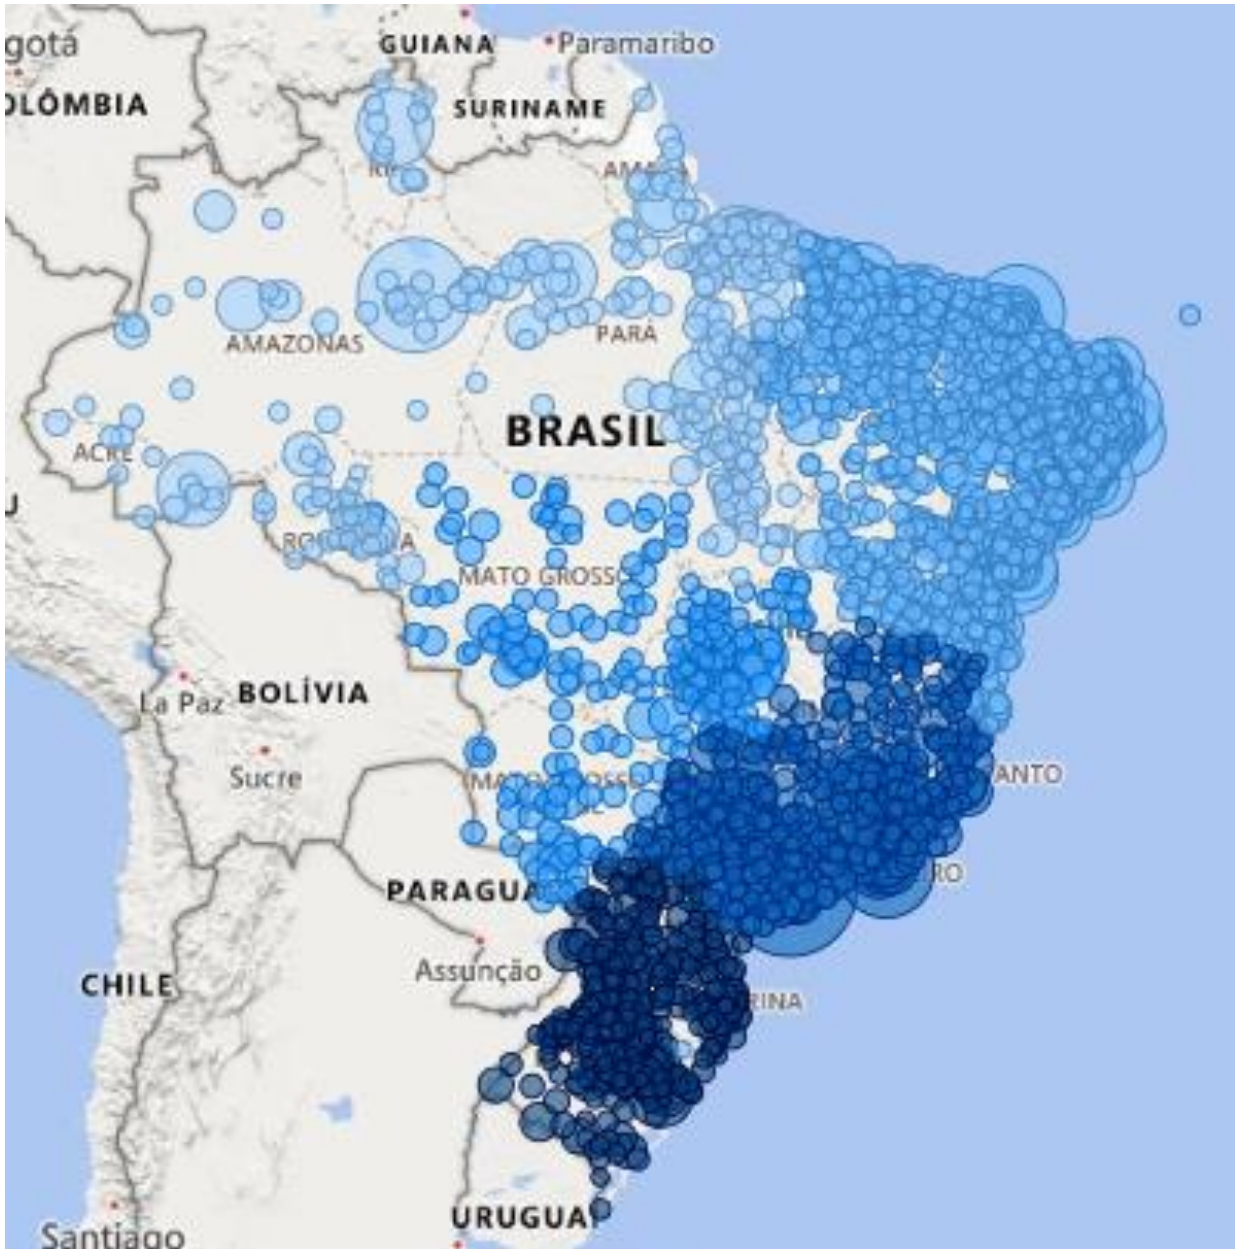 gotá
GUIANA
Paramaribo
OLÔMBIA
SURINAME
AMAZONAS
PARÁ
BRASIL
ACRE
U
MATO GROSSO
La Paz
BOLÍVIA
Sucre
ANTO
RO
PARAGUA
Assunção
CHILE
RINA
URUGUAI
Santiago